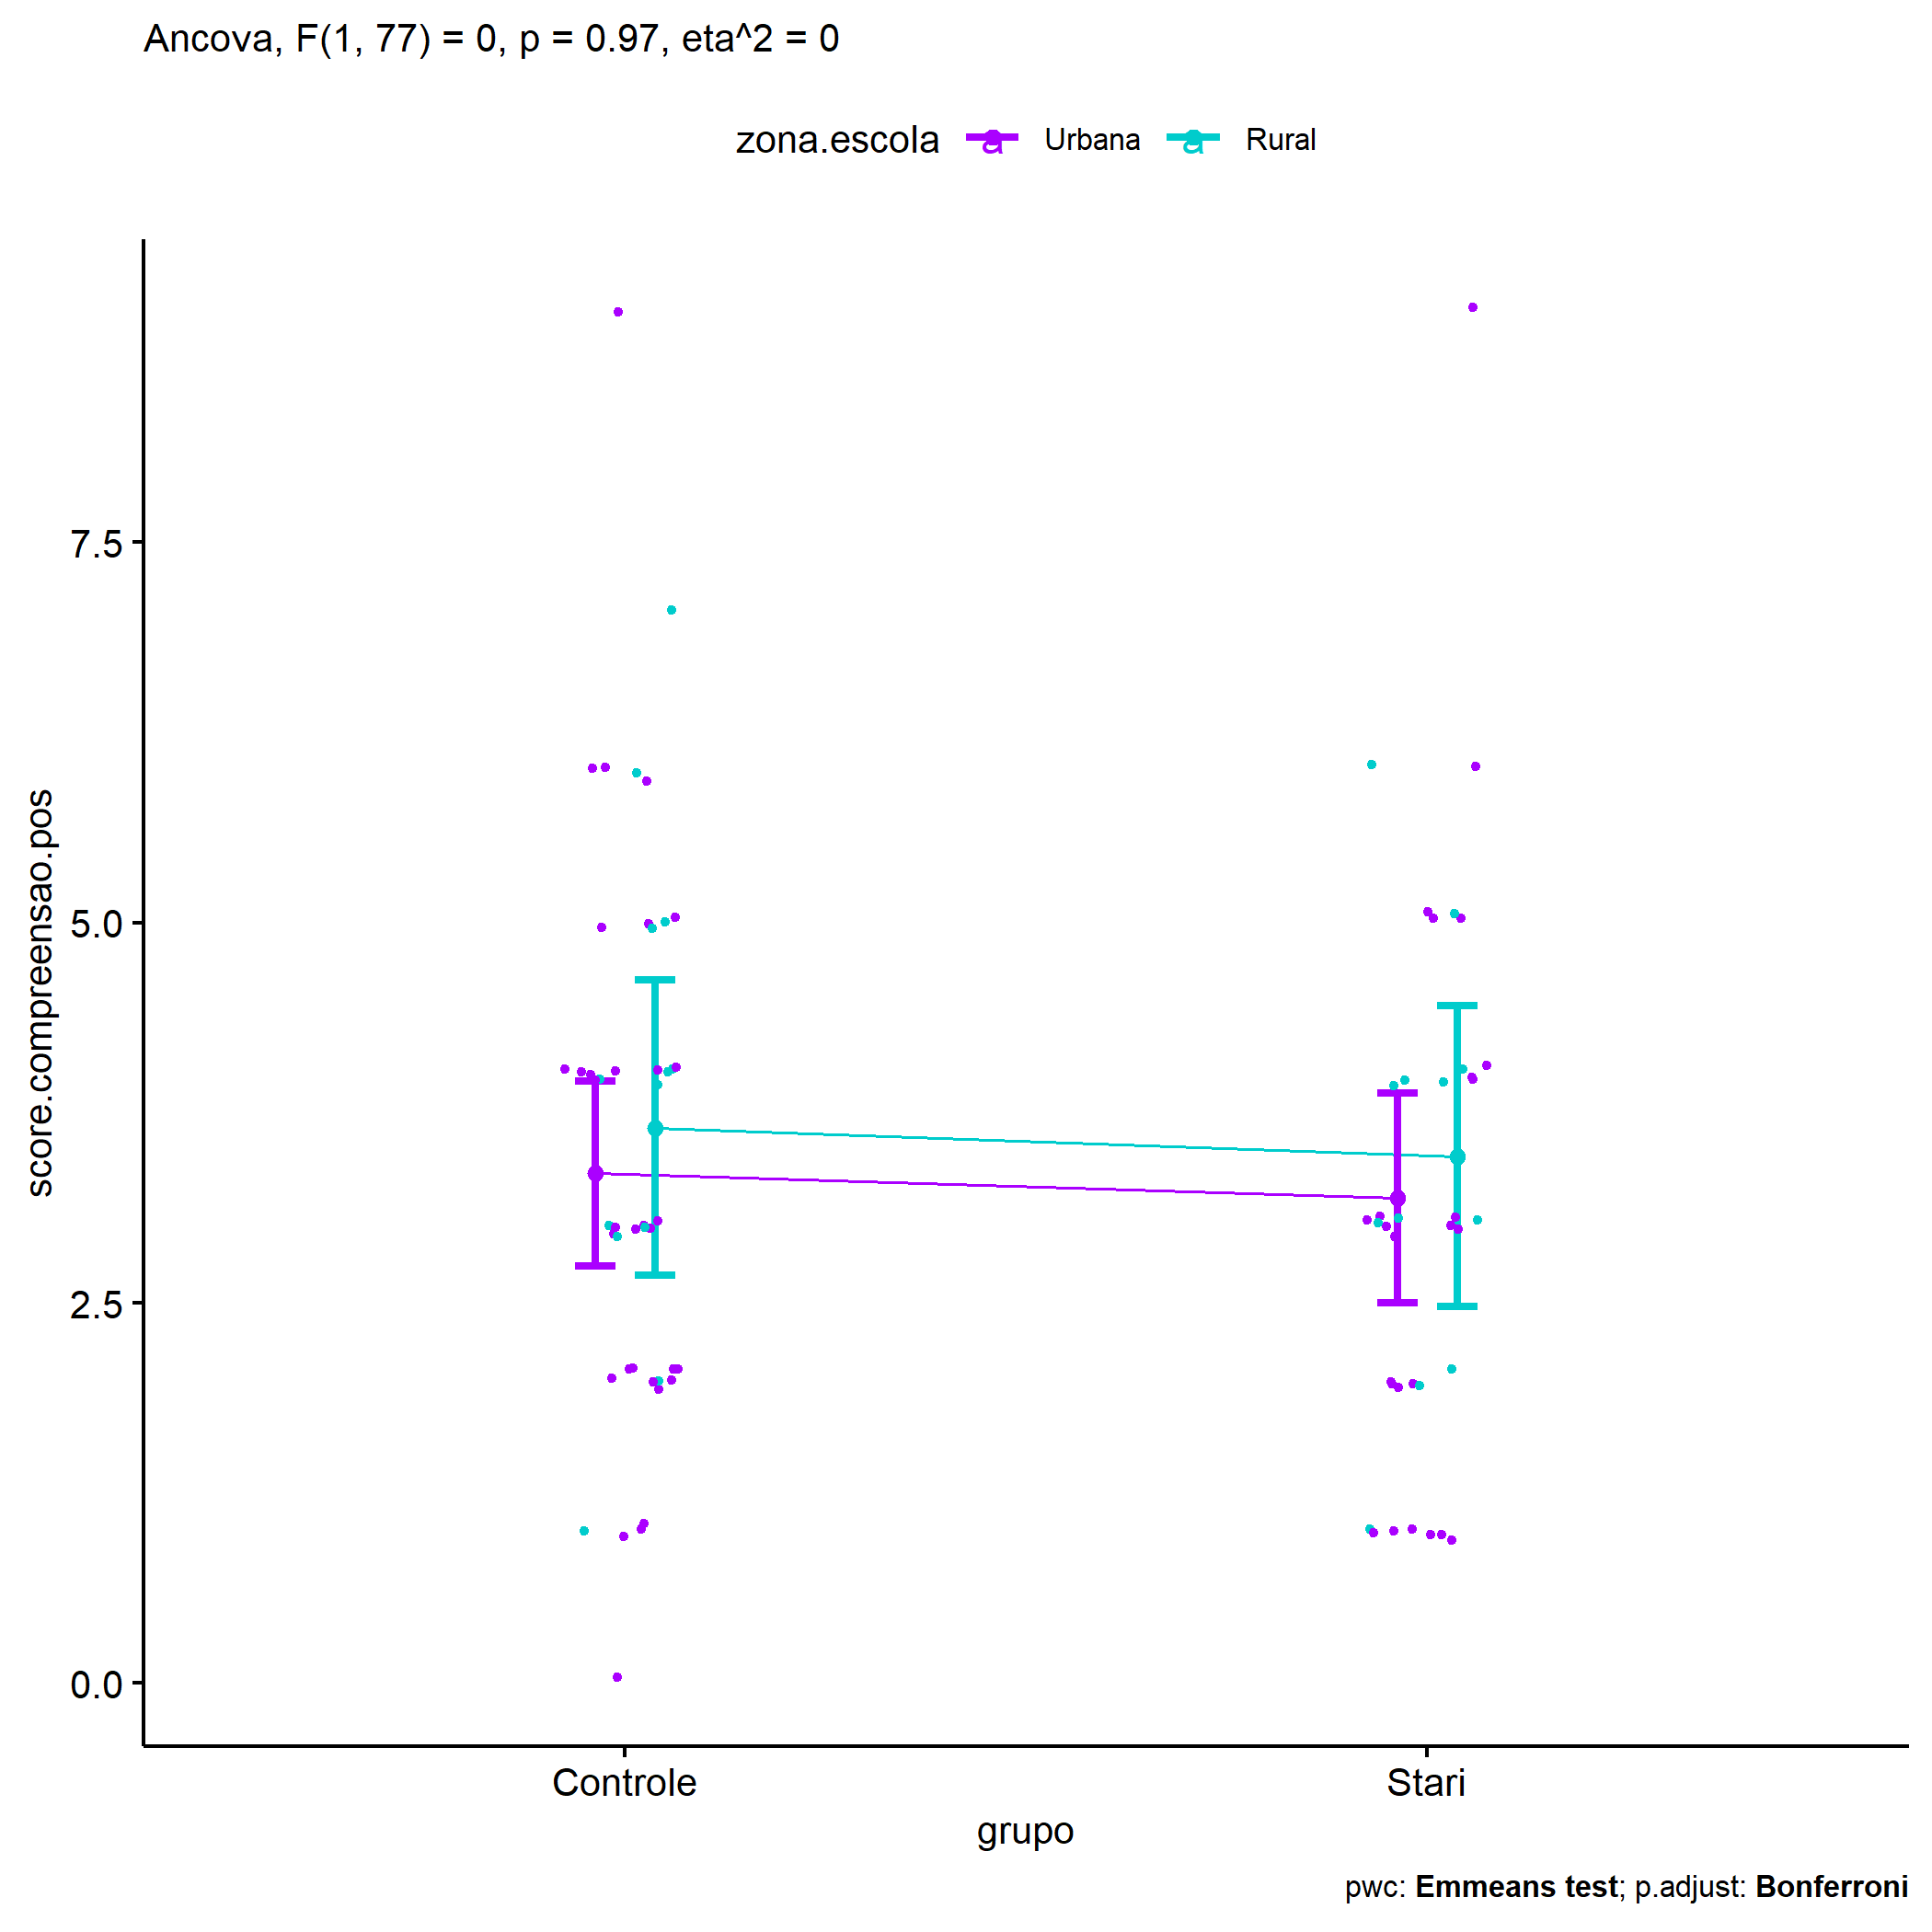 Ancova, F(1, 77) = 0, p = 0.97, eta^2 = 0
zona.escola a Urbana a Rural
score.compreensao.pos
7.5
5.0
2.5
0.0
Controle Stari
grupo
pwc: Emmeans test; p.adjust: Bonferroni